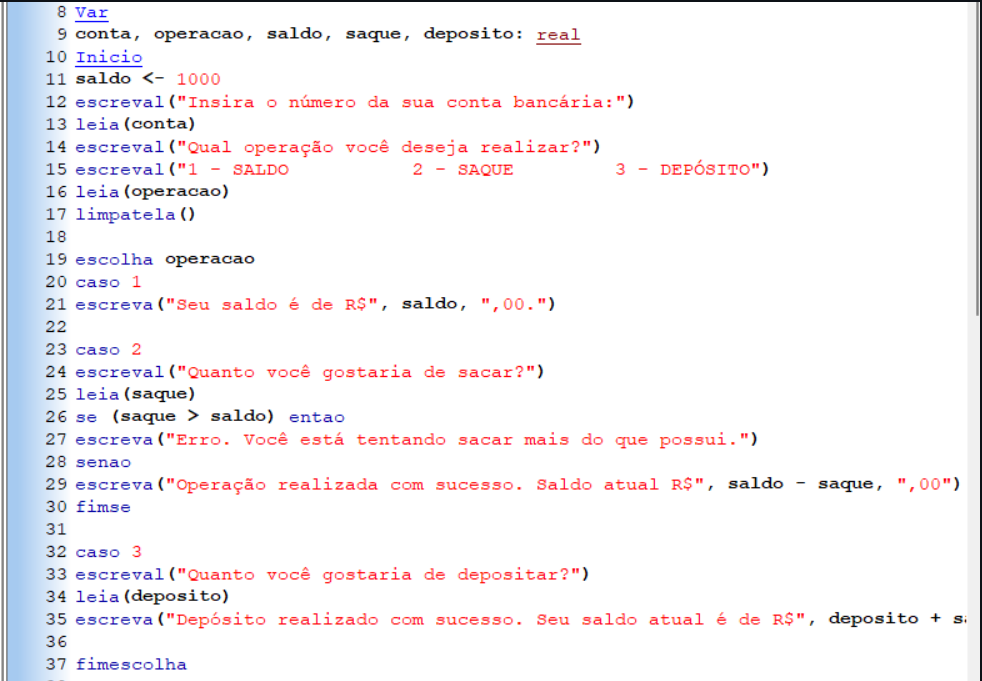 8 Var
9 conta, operacao, saldo, saque, deposito: real
10 Inicio
11 saldo <- 1000
12 escreval("Insira o número da sua conta bancária:")
13 leia(conta)
14 escreval("Qual operação você deseja realizar?")
15 escreval("1 - SALDO           2 - SAQUE         3 - DEPÓSITO")
16 leia(operacao)
17 limpatela()
18
19 escolha operacao
20 caso 1
21 escreva("Seu saldo é de R$", saldo, ",00.")
22
23 caso 2
24 escreval("Quanto você gostaria de sacar?")
25 leia(saque)
26 se (saque > saldo) entao
27 escreva("Erro. Você está tentando sacar mais do que possui.")
28 senao
29 escreva("Operação realizada com sucesso. Saldo atual R$", saldo - saque, ",00")
30 fimse
31
32 caso 3
33 escreval("Quanto você gostaria de depositar?")
34 leia(deposito)
35 escreva("Depósito realizado com sucesso. Seu saldo atual é de R$", deposito +
36
37 fimescolha